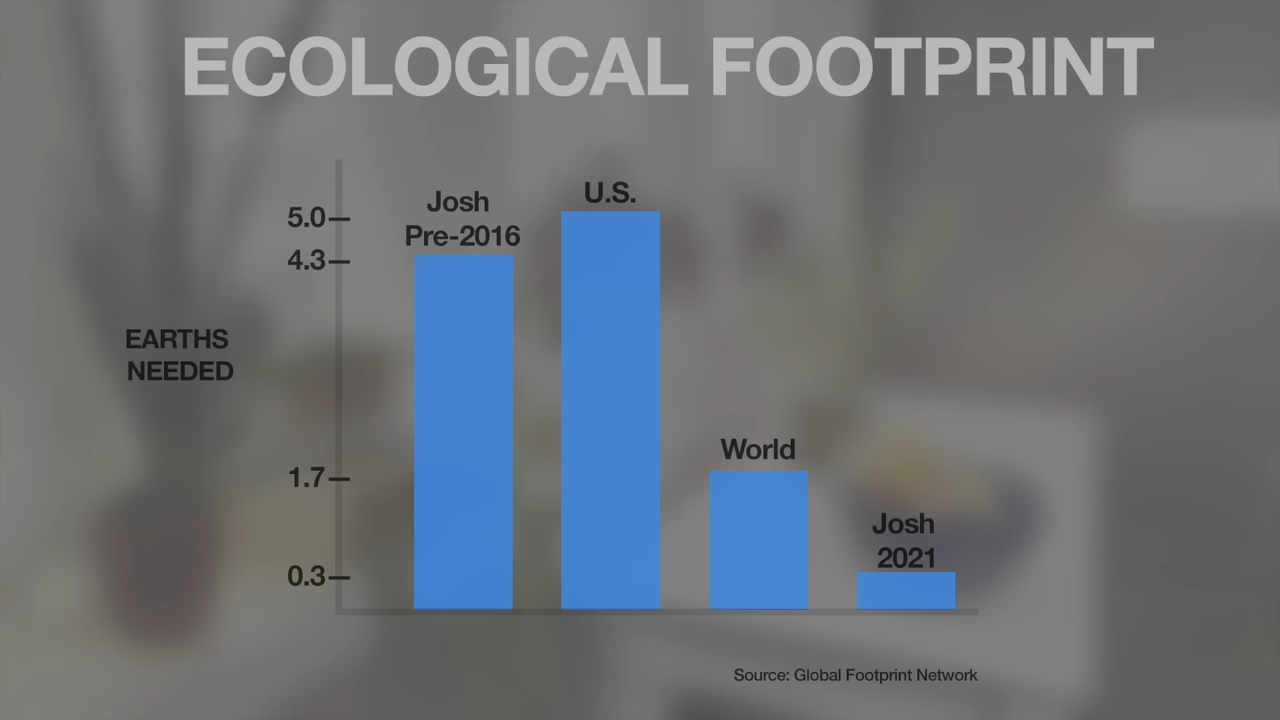 ECOLOGICAL FOOTPRINT
Josh
Pre-2016
U.S.
5.0
4.3
EARTHS
NEEDED
World
1.7
Josh
2021
0.3
Source: Global Footprint Network